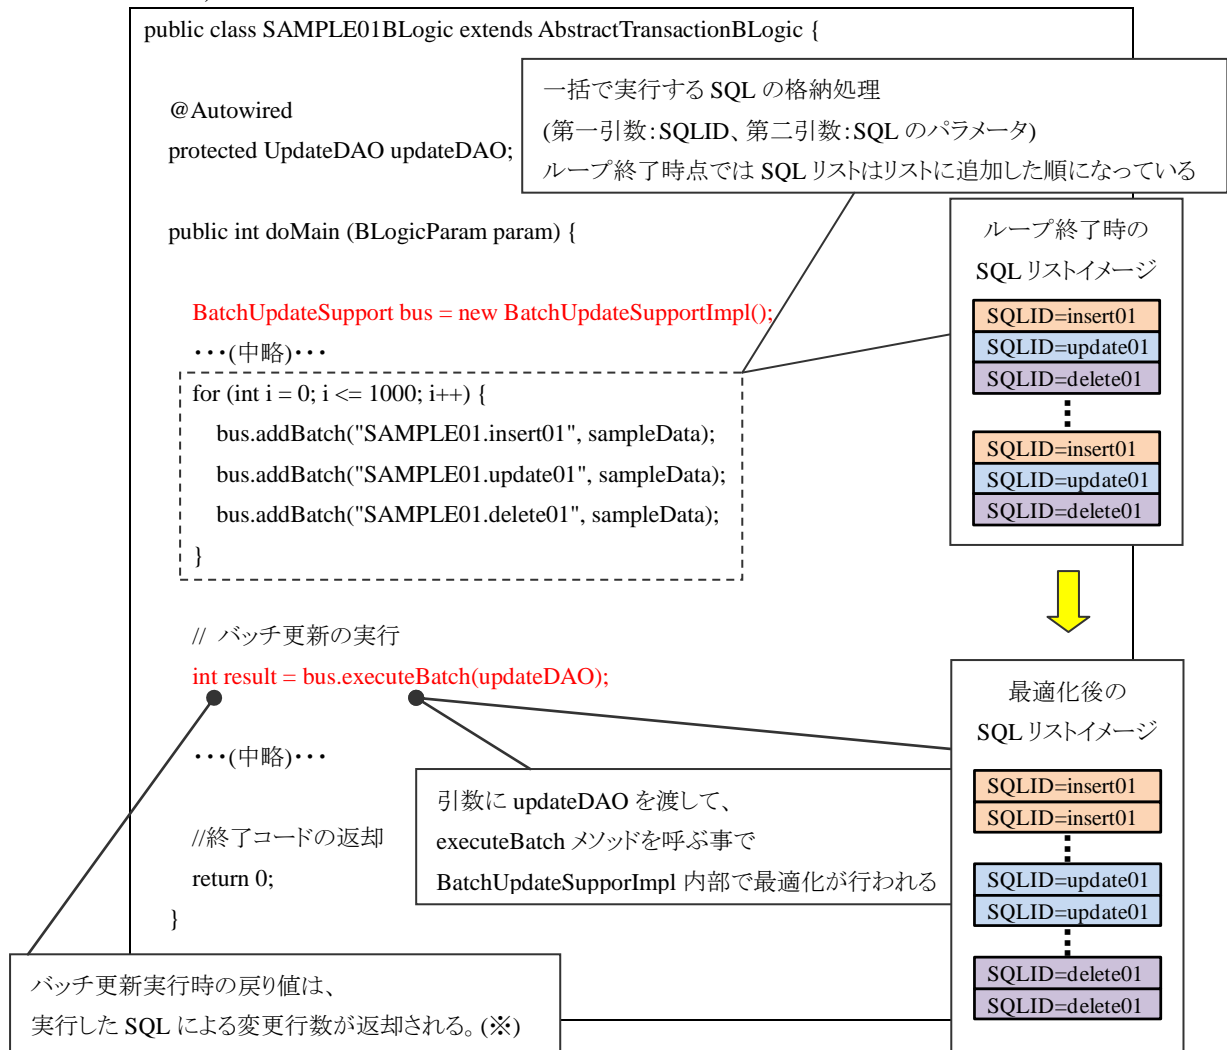 public class SAMPLE01BLogic extends AbstractTransactionBLogic {
一括で実行する SQL の格納処理
(第一引数：SQLID、第二引数：SQL のパラメータ)
ループ終了時点では SQL リストはリストに追加した順になっている
@Autowired
protected UpdateDAO updateDAO;
public int doMain (BLogicParam param) {
ループ終了時の
SQL リストイメージ
SQLID=insert01
SQLID=update01
SQLID=delete01
SQLID=insert01
SQLID=update01
SQLID=delete01
BatchUpdateSupport bus = new BatchUpdateSupportImpl();
・・・(中略)・・・
for (int i = 0; i <= 1000; i++) {
bus.addBatch("SAMPLE01.insert01", sampleData);
bus.addBatch("SAMPLE01.update01", sampleData);
bus.addBatch("SAMPLE01.delete01", sampleData);
}
// バッチ更新の実行
int result = bus.executeBatch(updateDAO);
最適化後の
SQL リストイメージ
SQLID=insert01
SQLID=insert01
SQLID=update01
SQLID=update01
SQLID=delete01
SQLID=delete01
・・・(中略)・・・
引数に updateDAO を渡して、
executeBatch メソッドを呼ぶ事で
BatchUpdateSupporImpl 内部で最適化が行われる
//終了コードの返却
return 0;
}
バッチ更新実行時の戻り値は、
実行した SQL による変更行数が返却される。(※)